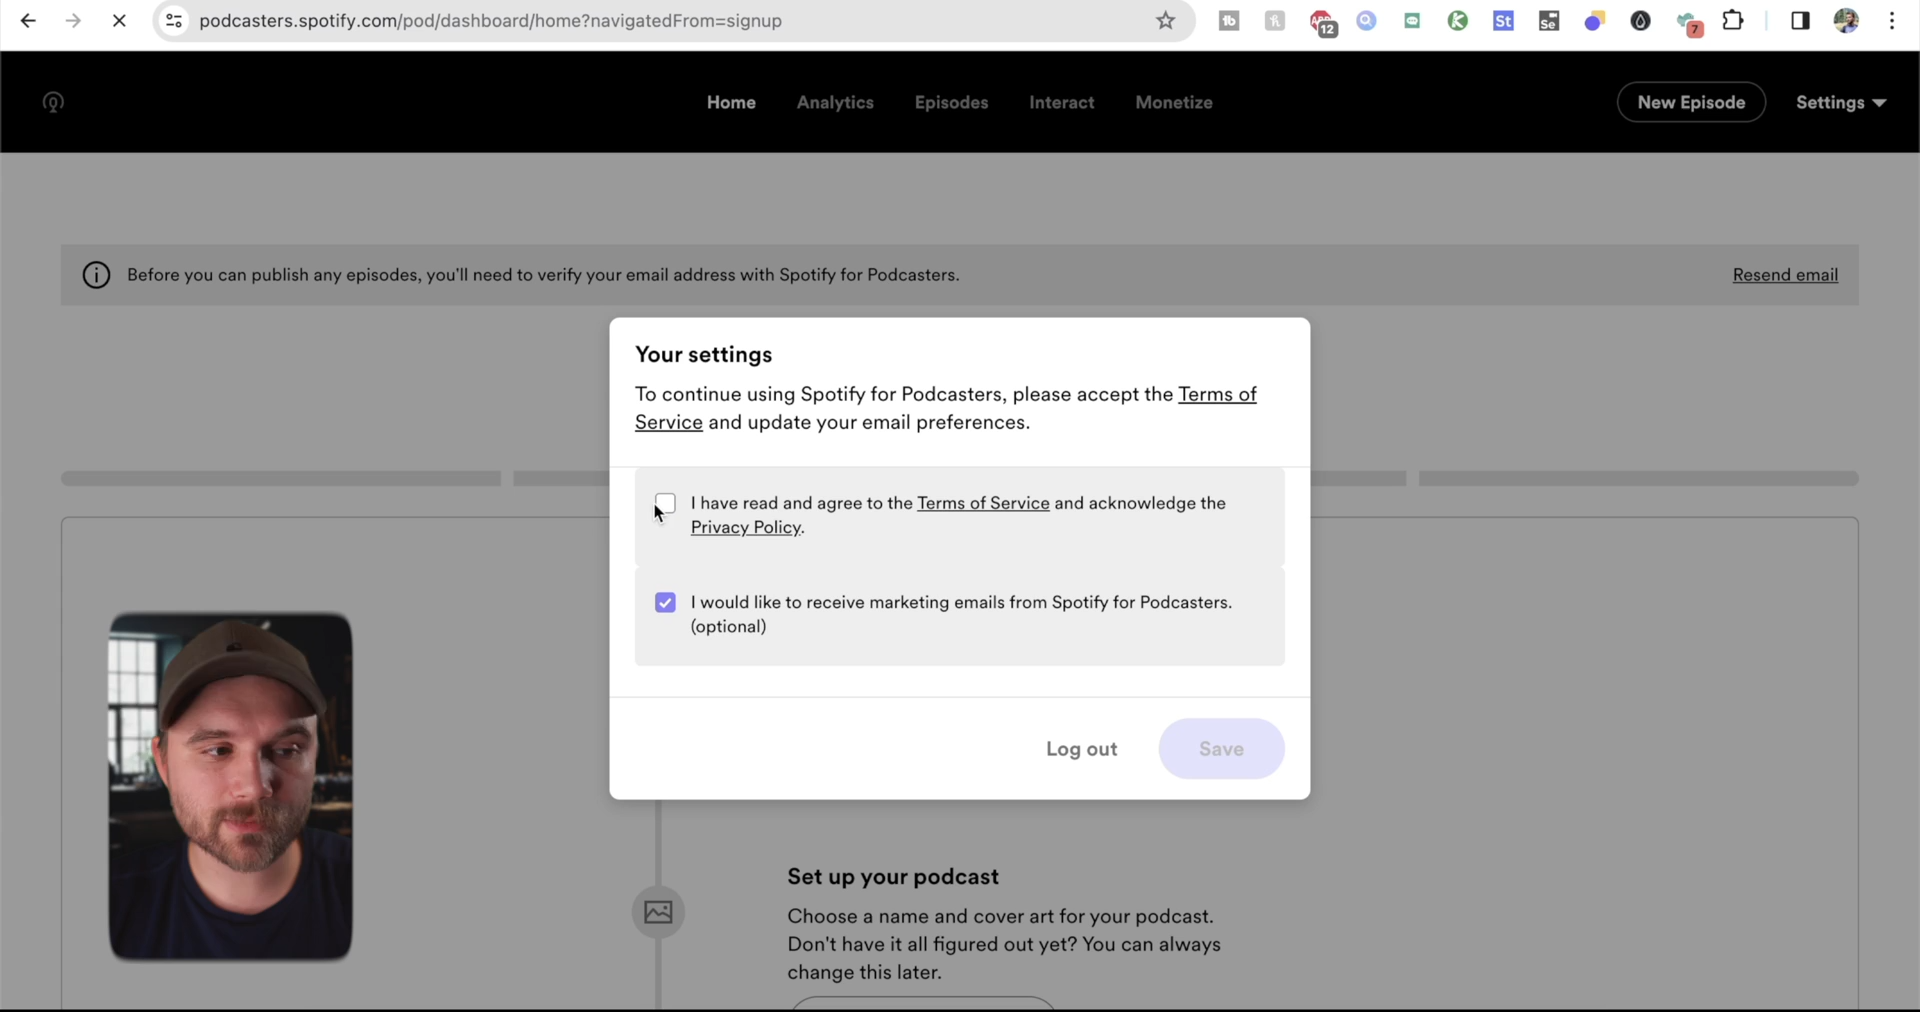 podcasters.spotify.com/pod/dashboard/home?navigatedFrom=signup
tb
12
St
Se
7
Home Analytics Episodes Interact Monetize New Episode Settings
Before you can publish any episodes, you'll need to verify your email address with Spotify for Podcasters. Resend email
Your settings
To continue using Spotify for Podcasters, please accept the Terms of
Service and update your email preferences.
I have read and agree to the Terms of Service and acknowledge the
Privacy Policy.
I would like to receive marketing emails from Spotify for Podcasters.
(optional)
Log out Save
Set up your podcast
Choose a name and cover art for your podcast.
Don't have it all figured out yet? You can always
change this later.